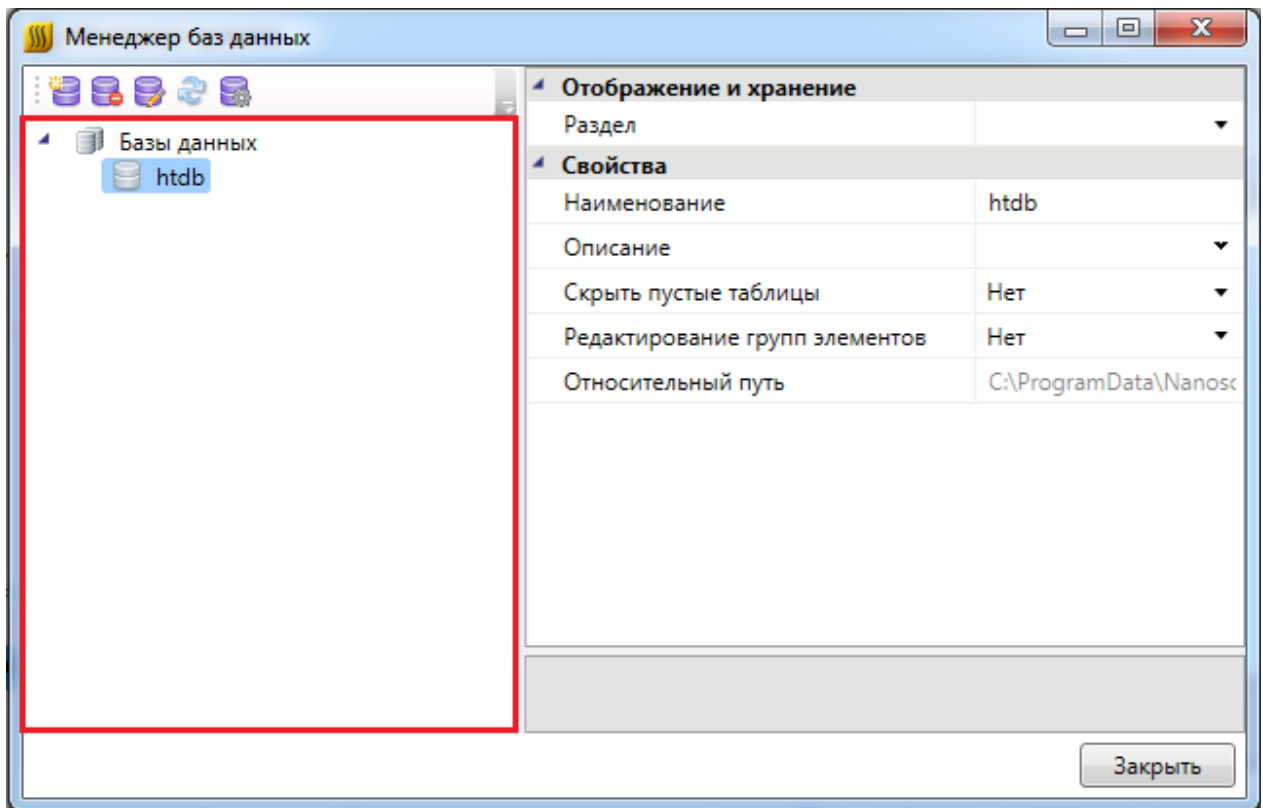 Менеджер баз данных
Базы данных
htdb
Отображение и хранение
Раздел
Свойства
Наименование htdb
Описание
Скрыть пустые таблицы Нет
Редактирование групп элементов Нет
Относительный путь C:\ProgramData\Nanosc
Закрыть